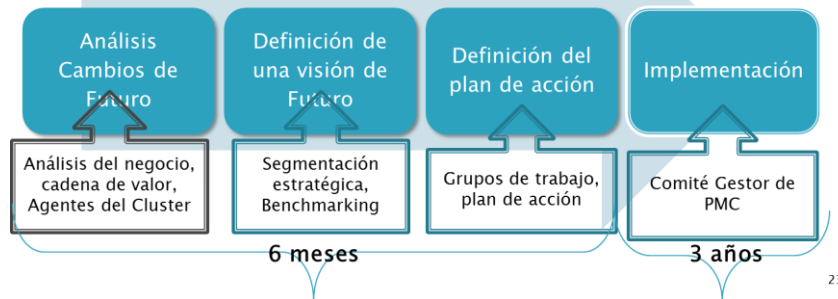 Análisis
Cambios de
Futuro
Definición de
una visión de
Futuro
Definición del
plan de acción
Implementación
Análisis del negocio,
cadena de valor,
Agentes del Cluster
Segmentación
estratégica,
Benchmarking
Grupos de trabajo,
plan de acción
Comité Gestor de
PMC
6 meses
3 años